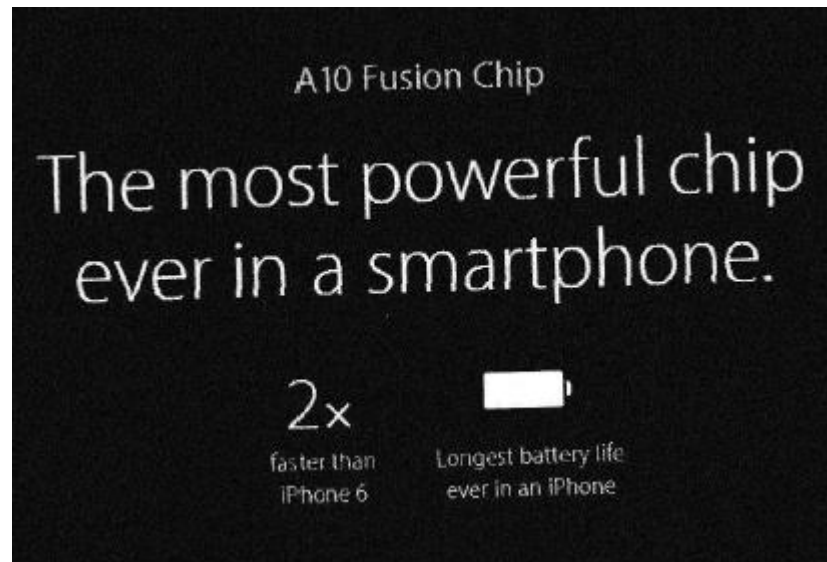 A10 Fusion Chip
The most powerful chip
ever in a smartphone.
2x
faster than
iPhone 6
Longest battery life
ever in an iPhone